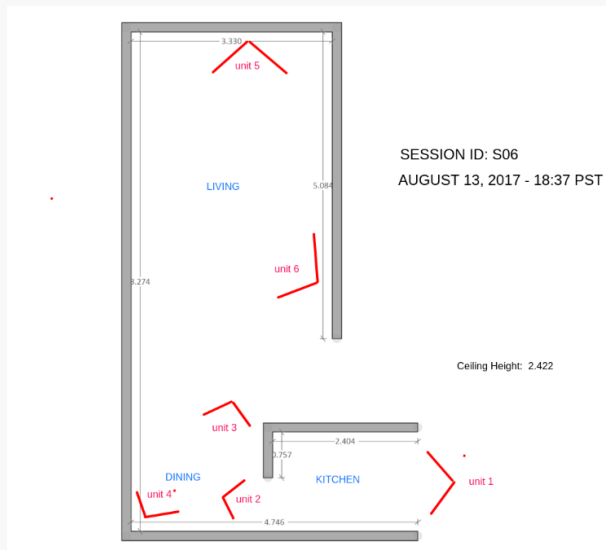 3.330
unit 5
SESSION ID: S06
AUGUST 13, 2017 - 18:37 PST
LIVING
5.084
unit 6
8.274
Ceiling Height: 2.422
unit 3
2.404
0.757
DINING
KITCHEN
unit 1
unit 4
unit 2
4.746